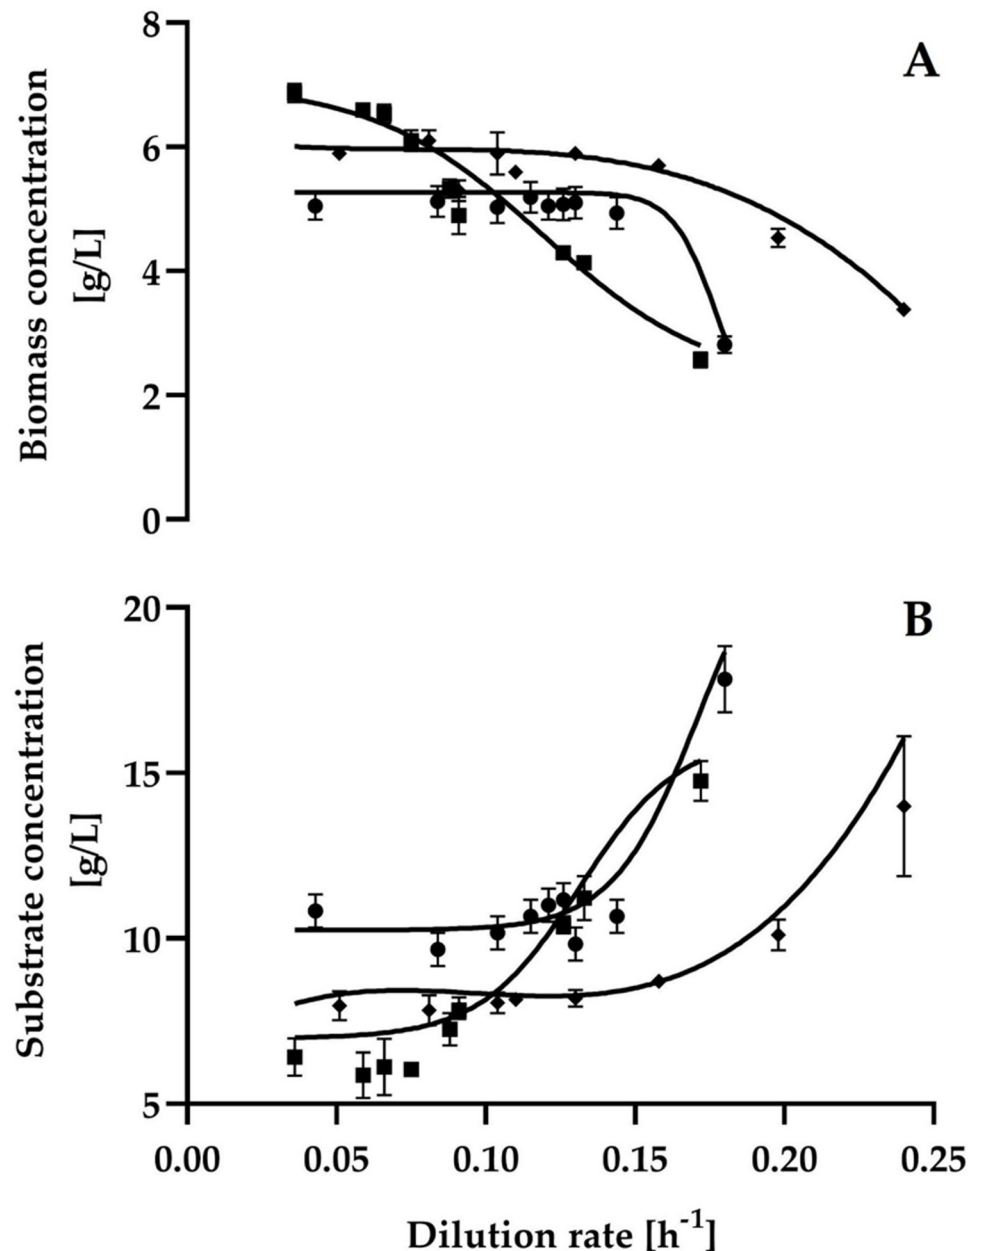 8
A
6
4
2
0
Biomass concentration
[g/L]
20
B
15
10
5
Substrate concentration
[g/L]
0.00 0.05 0.10 0.15 0.20 0.25
Dilution rate [h⁻¹]